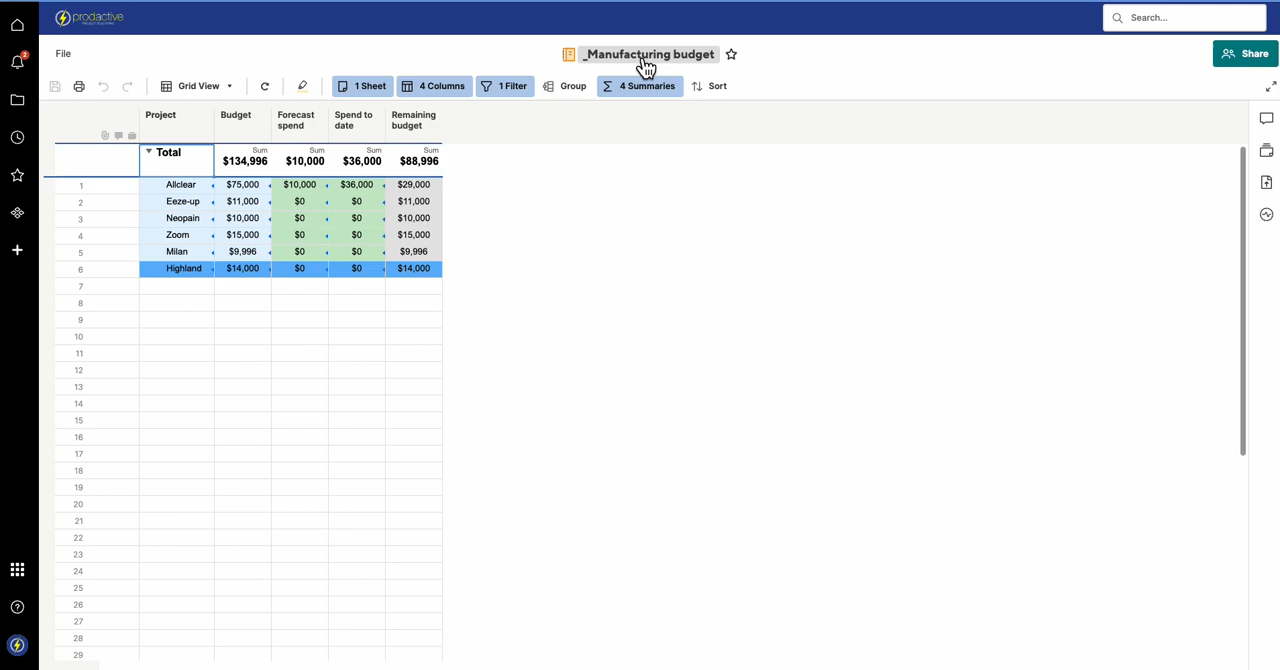 prodactive
PROJECT SOLUTIONS
Search...
File
_Manufacturing budget
Share
2
Grid View
1 Sheet
4 Columns
1 Filter
Group
4 Summaries
Sort
Project Budget Forecast spend Spend to date Remaining budget
Total Sum $134,996 Sum $10,000 Sum $36,000 Sum $88,996
1 Allclear $75,000 $10,000 $36,000 $29,000
2 Eeze-up $11,000 $0 $0 $11,000
3 Neopain $10,000 $0 $0 $10,000
4 Zoom $15,000 $0 $0 $15,000
5 Milan $9,996 $0 $0 $9,996
6 Highland $14,000 $0 $0 $14,000
7
8
9
10
11
12
13
14
15
16
17
18
19
20
21
22
23
24
25
26
27
28
29